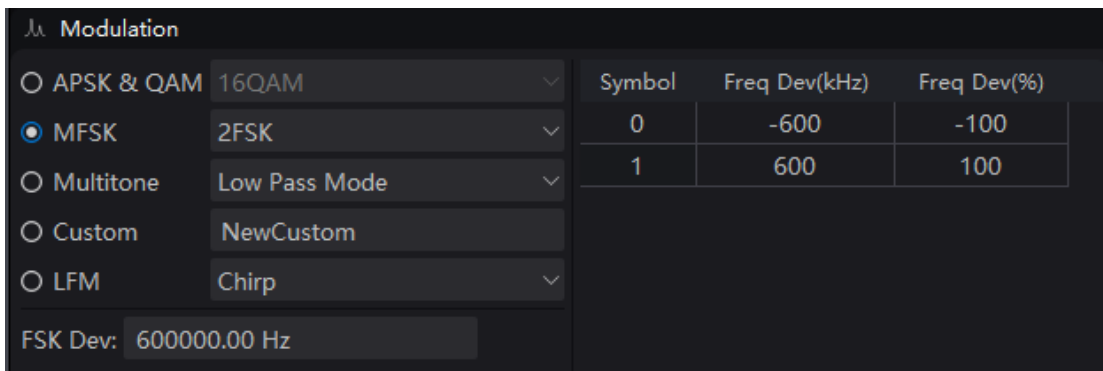 Modulation
APSK & QAM 16QAM
MFSK 2FSK
Multitone Low Pass Mode
Custom NewCustom
LFM Chirp
FSK Dev: 600000.00 Hz
Symbol Freq Dev(kHz) Freq Dev(%)
0 -600 -100
1 600 100